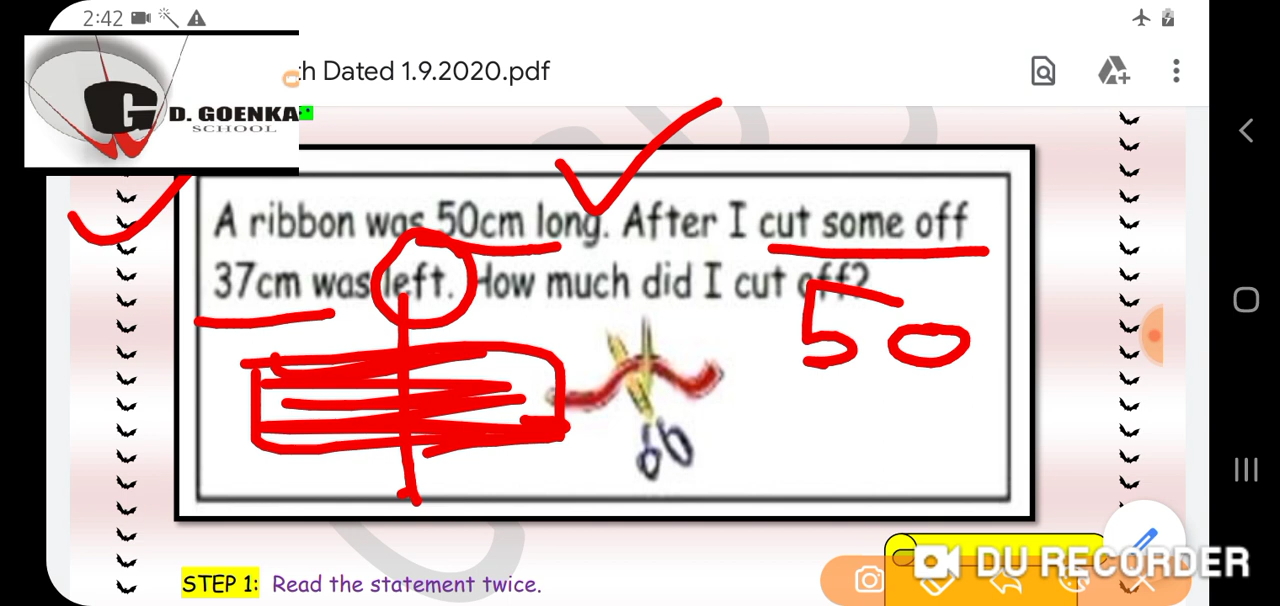 2:42
th Dated 1.9.2020.pdf
G
D. GOENKA
SCHOOL
A ribbon was 50cm long. After I cut some off
37cm was left. How much did I cut off?
50
STEP 1: Read the statement twice.
DU RECORDER